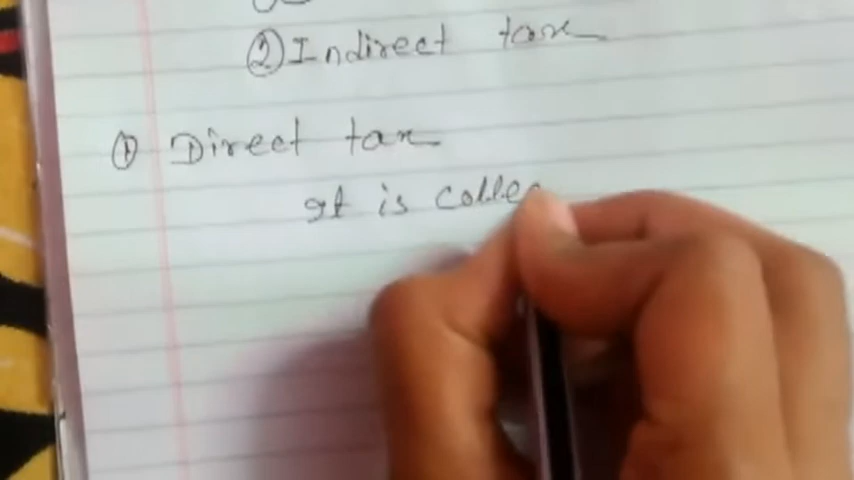 ② Indirect tax
① Direct tax
It is colle